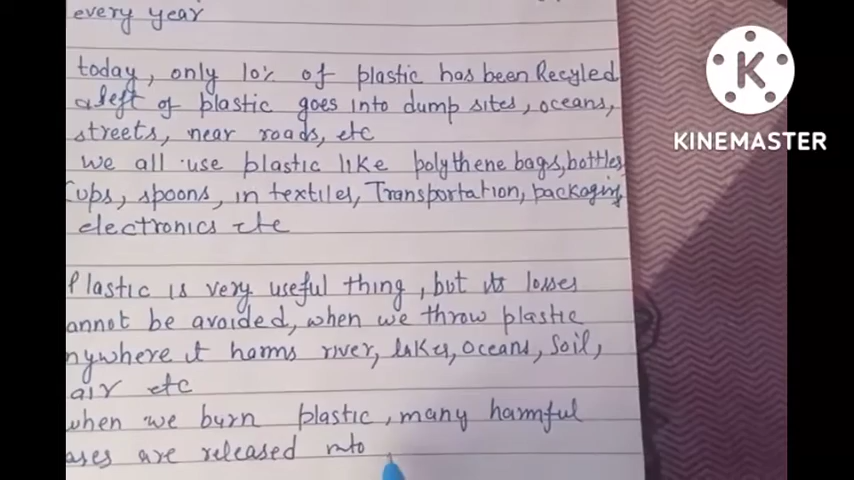 every year
today, only 10% of plastic has been Recyled
a left of plastic goes into dump sites, oceans,
streets, near roads, etc
we all use plastic like polythene bags, bottles
Cups, spoons, in textiles, Transportation, packaging
electronics etc
Plastic is very useful thing, but its losses
annot be avoided, when we throw plastic
nywhere it harms river, lakes, oceans, soil,
air etc
when we burn plastic, many harmful
ases are released into
K
KINEMASTER